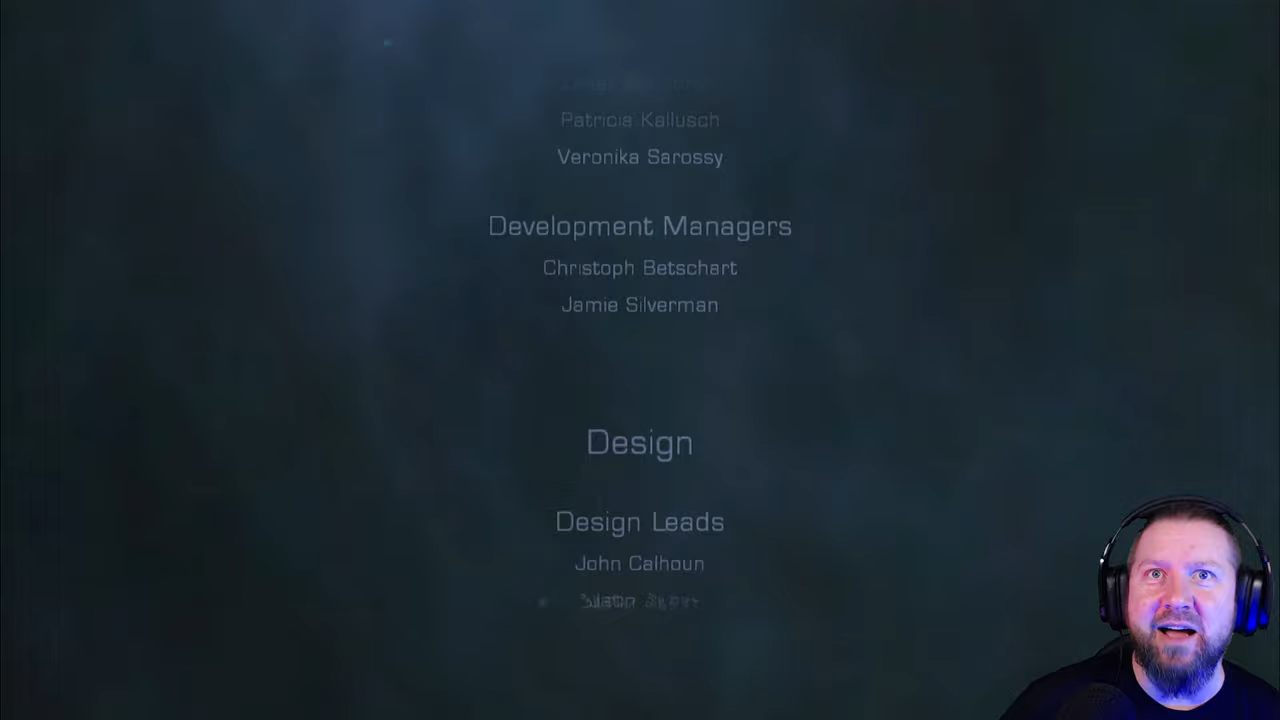 Patricia Kallusch
Veronika Sarossy
Development Managers
Christoph Betschart
Jamie Silverman
Design
Design Leads
John Calhoun